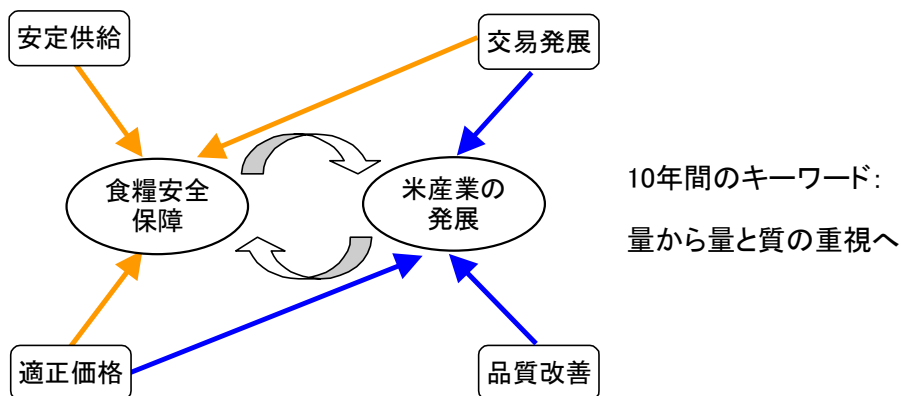 安定供給
交易発展
食糧安全
保障
米産業の
発展
10年間のキーワード:
量から量と質の重視へ
適正価格
品質改善